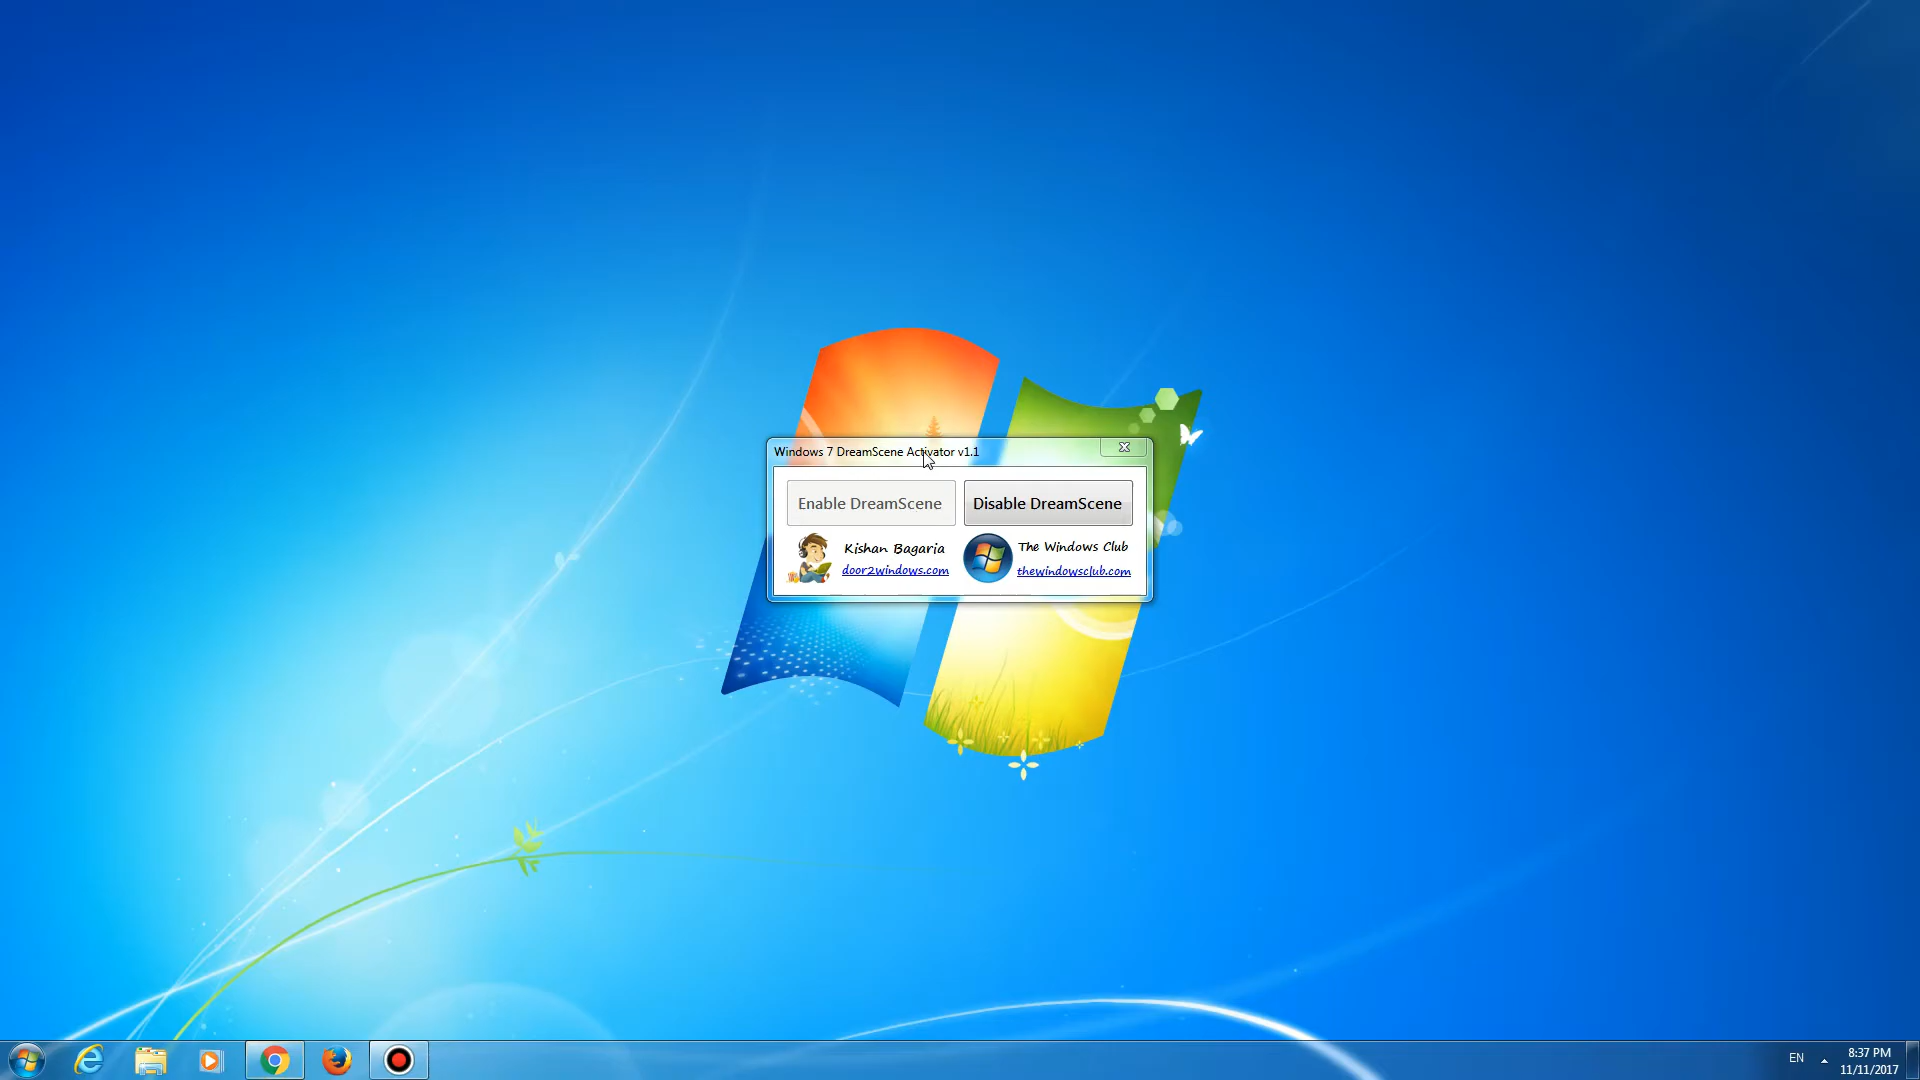 Windows 7 DreamScene Activator v1.1
Enable DreamScene
Disable DreamScene
Kishan Bagaria
door2windows.com
The Windows Club
thewindowsclub.com
EN
8:37 PM
11/11/2017